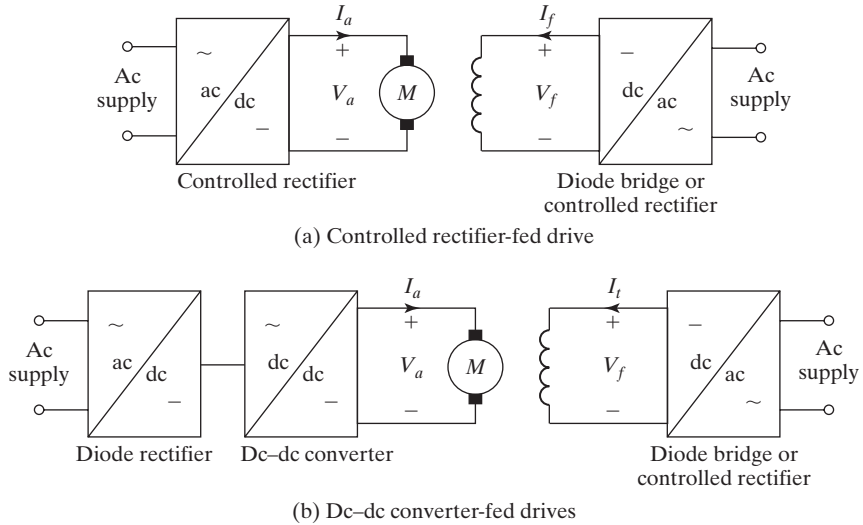 I_a
I_f
~
+
+
−
Ac
supply
ac
dc
V_a
M
V_f
dc
ac
Ac
supply
−
−
−
~
Controlled rectifier
Diode bridge or
controlled rectifier
(a) Controlled rectifier-fed drive
I_a
I_t
~
~
+
+
−
Ac
supply
ac
dc
dc
dc
V_a
M
V_f
dc
ac
Ac
supply
−
−
−
−
~
Diode rectifier
Dc–dc converter
Diode bridge or
controlled rectifier
(b) Dc–dc converter-fed drives